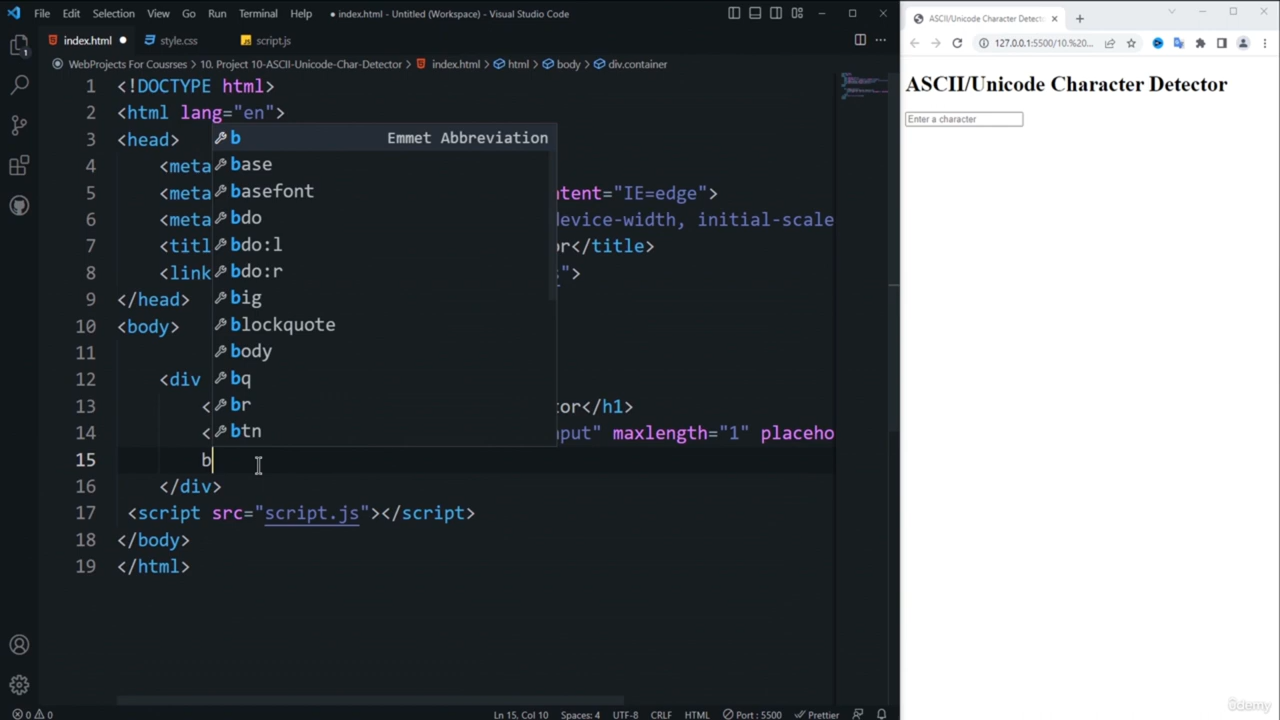 File Edit Selection View Go Run Terminal Help
● index.html - Untitled (Workspace) - Visual Studio Code
index.html ●
style.css
script.js
WebProjects For Coursses > 10. Project 10-ASCII-Unicode-Char-Detector > index.html > html > body > div.container
1 <!DOCTYPE html>
2 <html lang="en">
3 <head>
4 <meta
5 <meta tent="IE=edge">
6 <meta device-width, initial-scale
7 <titl or</title>
8 <link ">
9 </head>
10 <body>
11
12 <div
13 < tor</h1>
14 < put" maxlength="1" placeho
15 b
16 </div>
17 <script src="script.js"></script>
18 </body>
19 </html>
b Emmet Abbreviation
base
basefont
bdo
bdo:l
bdo:r
big
blockquote
body
bq
br
btn
1
0 0
Ln 15, Col 10 Spaces: 4 UTF-8 CRLF HTML Port : 5500 Prettier
ASCII/Unicode Character Detect
127.0.0.1:5500/10.%20...
ASCII/Unicode Character Detector
Enter a character
ûdemy